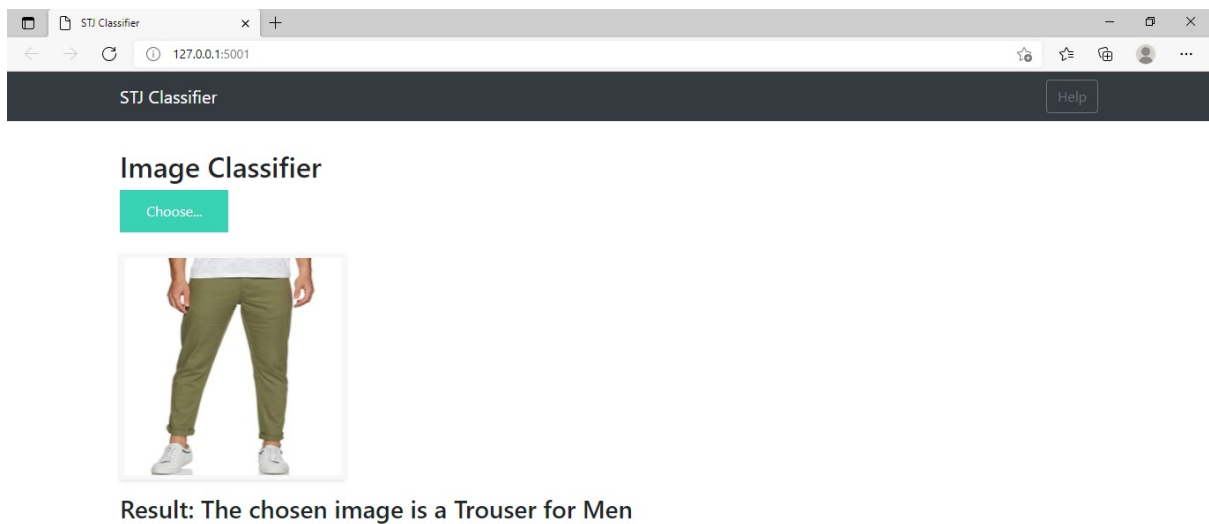 STJ Classifier
127.0.0.1:5001
STJ Classifier
Help
Image Classifier
Choose...
Result: The chosen image is a Trouser for Men